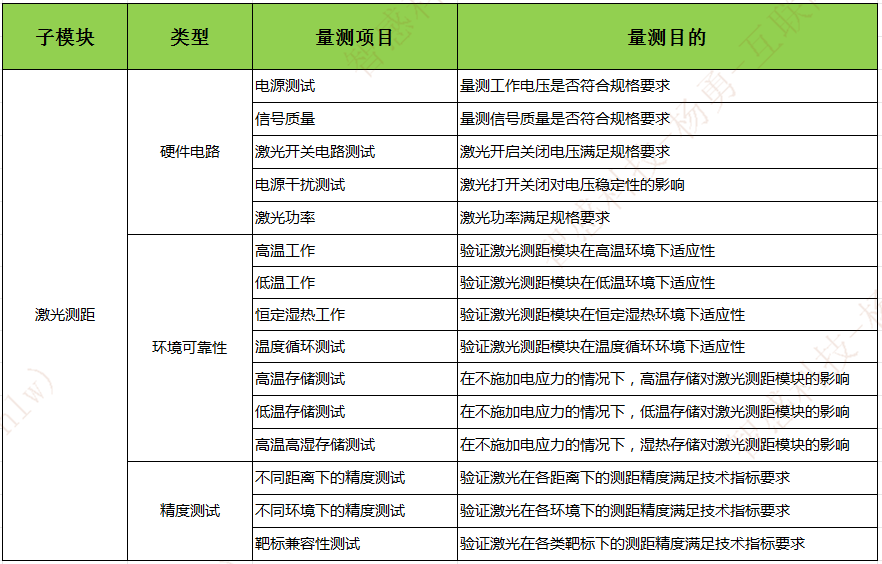 子模块 类型 量测项目 量测目的
激光测距
硬件电路
电源测试 量测工作电压是否符合规格要求
信号质量 量测信号质量是否符合规格要求
激光开关电路测试 激光开启关闭电压满足规格要求
电源干扰测试 激光打开关闭对电压稳定性的影响
激光功率 激光功率满足规格要求
环境可靠性
高温工作 验证激光测距模块在高温环境下适应性
低温工作 验证激光测距模块在低温环境下适应性
恒定湿热工作 验证激光测距模块在恒定湿热环境下适应性
温度循环测试 验证激光测距模块在温度循环环境下适应性
高温存储测试 在不施加电应力的情况下，高温存储对激光测距模块的影响
低温存储测试 在不施加电应力的情况下，低温存储对激光测距模块的影响
高温高湿存储测试 在不施加电应力的情况下，湿热存储对激光测距模块的影响
精度测试
不同距离下的精度测试 验证激光在各距离下的测距精度满足技术指标要求
不同环境下的精度测试 验证激光在各环境下的测距精度满足技术指标要求
靶标兼容性测试 验证激光在各类靶标下的测距精度满足技术指标要求